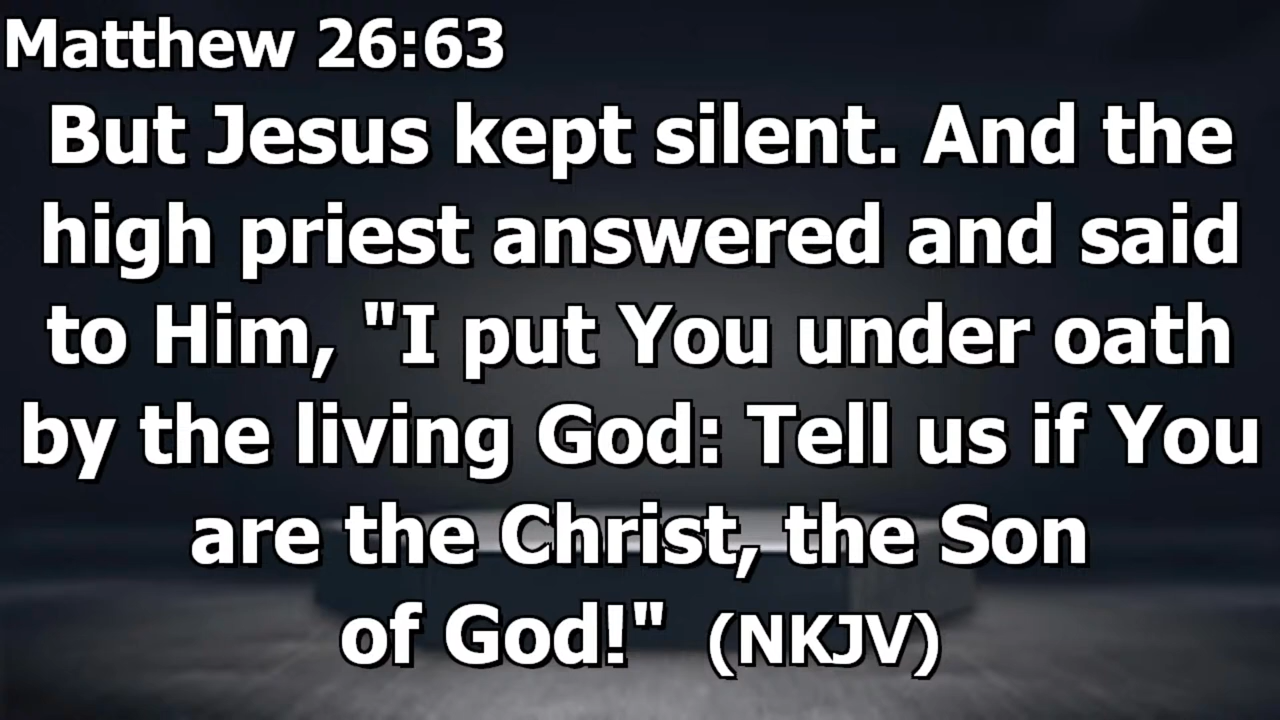 Matthew 26:63
But Jesus kept silent. And the
high priest answered and said
to Him, "I put You under oath
by the living God: Tell us if You
are the Christ, the Son
of God!" (NKJV)